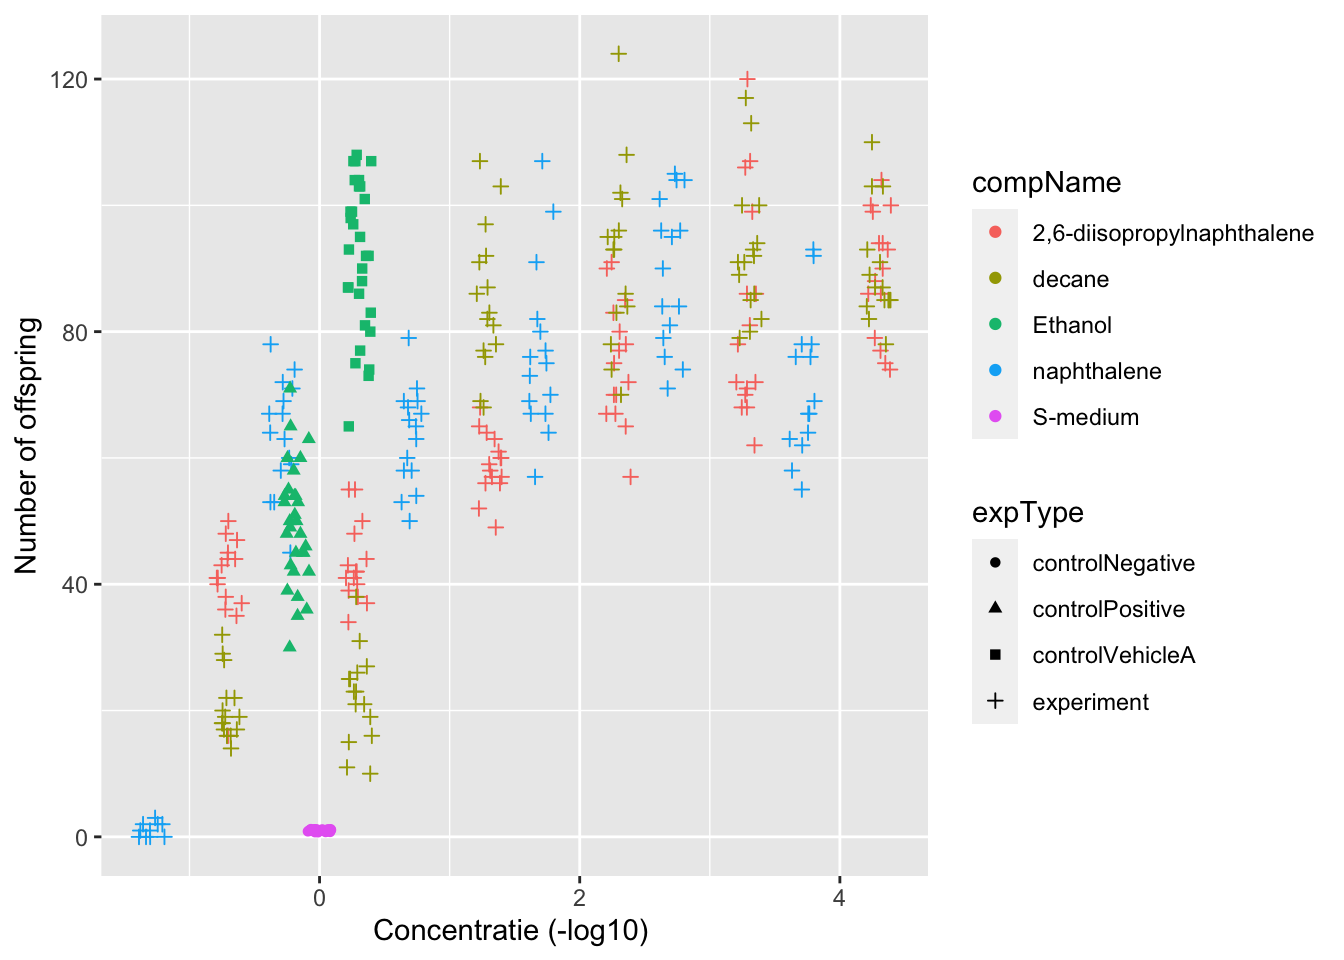 120
80
40
0
0
2
4
Number of offspring
Concentratie (-log10)
compName
2,6-diisopropylnaphthalene
decane
Ethanol
naphthalene
S-medium
expType
controlNegative
controlPositive
controlVehicleA
experiment